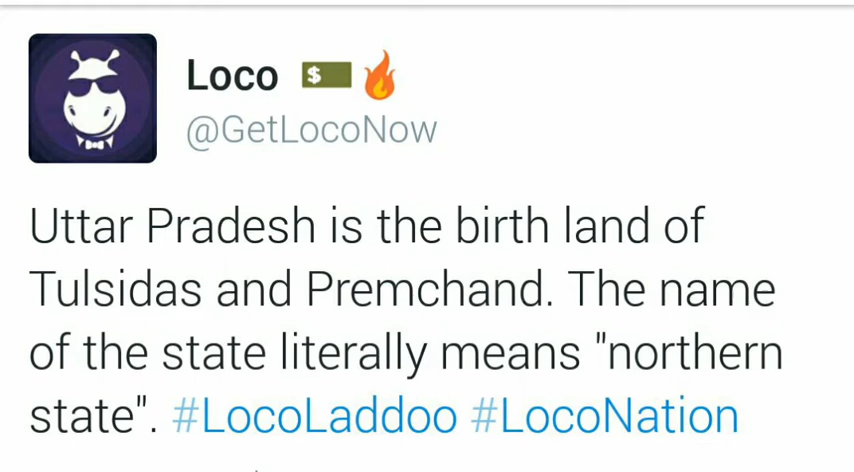 Loco 💵🔥
@GetLocoNow
Uttar Pradesh is the birth land of
Tulsidas and Premchand. The name
of the state literally means "northern
state". #LocoLaddoo #LocoNation